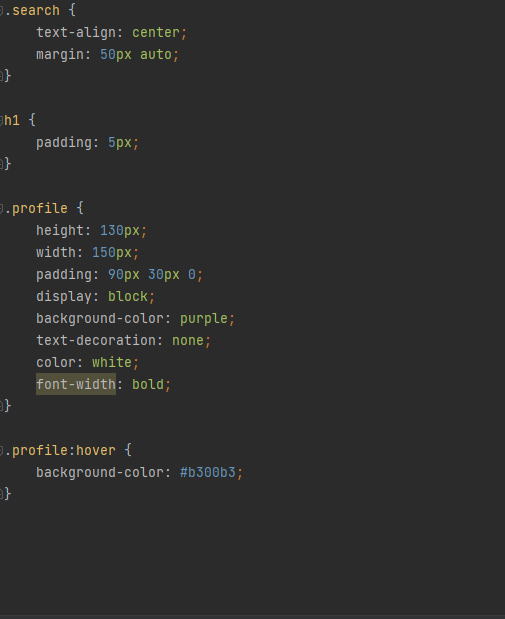 .search {
    text-align: center;
    margin: 50px auto;
}
h1 {
    padding: 5px;
}
.profile {
    height: 130px;
    width: 150px;
    padding: 90px 30px 0;
    display: block;
    background-color: purple;
    text-decoration: none;
    color: white;
    font-width: bold;
}
.profile:hover {
    background-color: #b300b3;
}